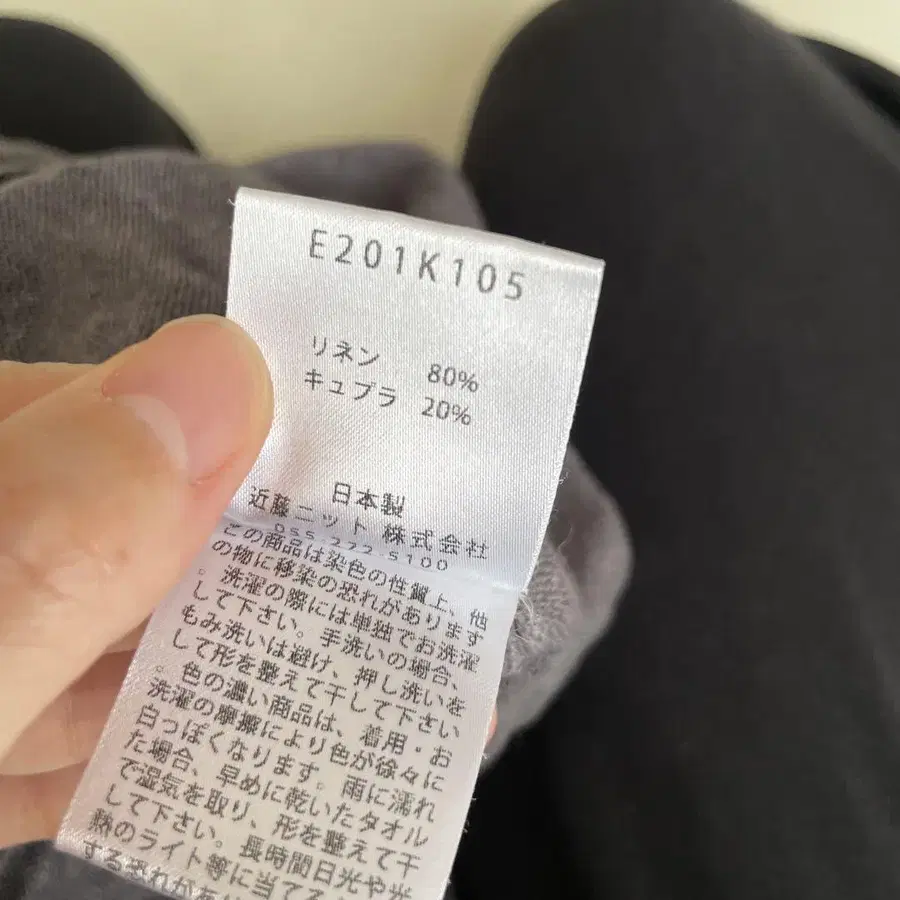 E201K105
リネン 80%
キュプラ 20%
日本製
近藤ニット株式会社
055-272-5100
この商品は染色の性質上、他
の物に移染の恐れがあります
。洗濯の際には単独でお洗濯
して下さい。手洗いの場合、
もみ洗いは避け、押し洗いを
して形を整えて干して下さい
。色の濃い商品は、着用・お
洗濯の摩擦により色が徐々に
白っぽくなります。雨に濡れ
た場合、早めに乾いたタオル
で湿気を取り、形を整えて干
して下さい。長時間日光や光
熱のライト等に当てる
する恐れがあ